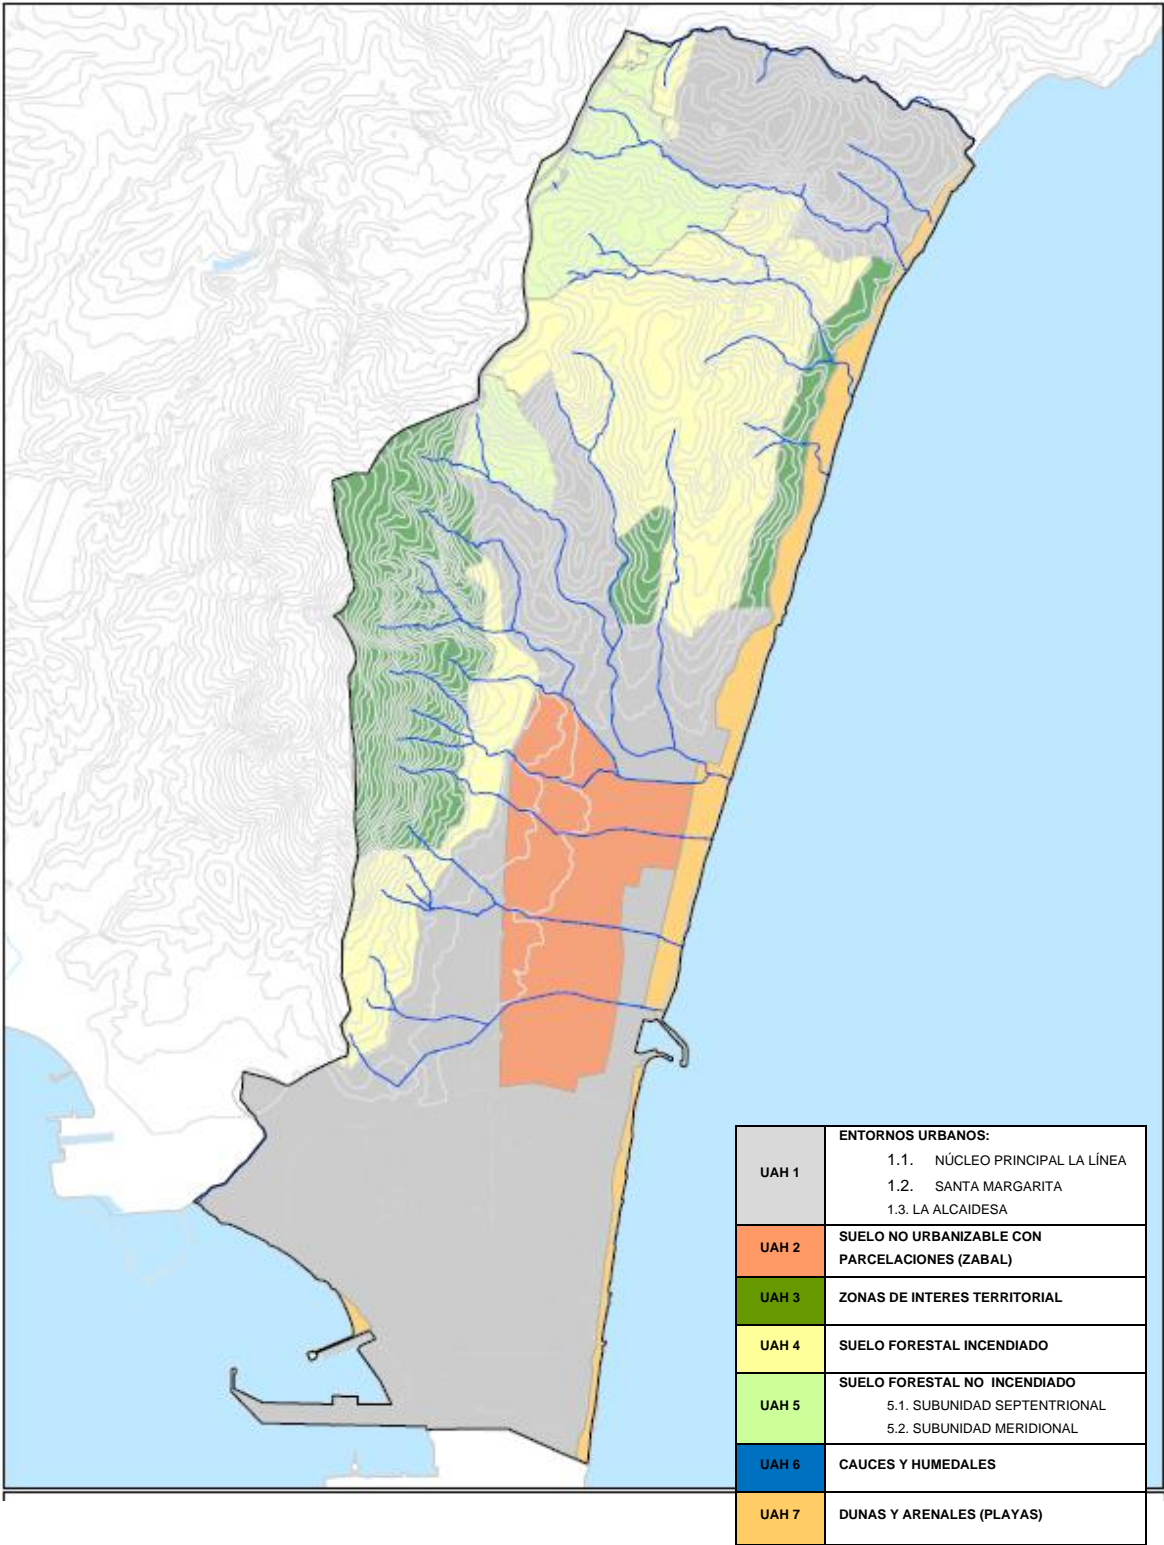 UAH 1
ENTORNOS URBANOS:
1.1. NÚCLEO PRINCIPAL LA LÍNEA
1.2. SANTA MARGARITA
1.3. LA ALCAIDESA
UAH 2
SUELO NO URBANIZABLE CON
PARCELACIONES (ZABAL)
UAH 3
ZONAS DE INTERES TERRITORIAL
UAH 4
SUELO FORESTAL INCENDIADO
UAH 5
SUELO FORESTAL NO INCENDIADO
5.1. SUBUNIDAD SEPTENTRIONAL
5.2. SUBUNIDAD MERIDIONAL
UAH 6
CAUCES Y HUMEDALES
UAH 7
DUNAS Y ARENALES (PLAYAS)